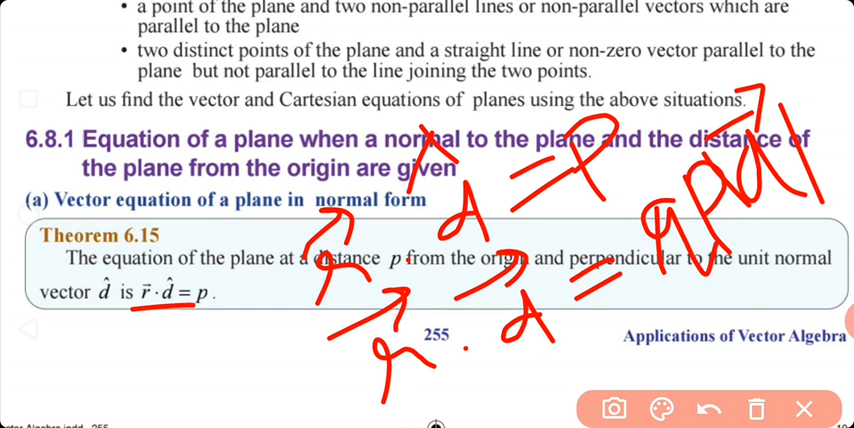 • a point of the plane and two non-parallel lines or non-parallel vectors which are
parallel to the plane
• two distinct points of the plane and a straight line or non-zero vector parallel to the
plane but not parallel to the line joining the two points.
Let us find the vector and Cartesian equations of planes using the above situations.
6.8.1 Equation of a plane when a normal to the plane and the distance of
the plane from the origin are given
(a) Vector equation of a plane in normal form
Theorem 6.15
The equation of the plane at a distance p from the origin and perpendicular to the unit normal
vector d̂ is r⃗ · d̂ = p .
255
Applications of Vector Algebra